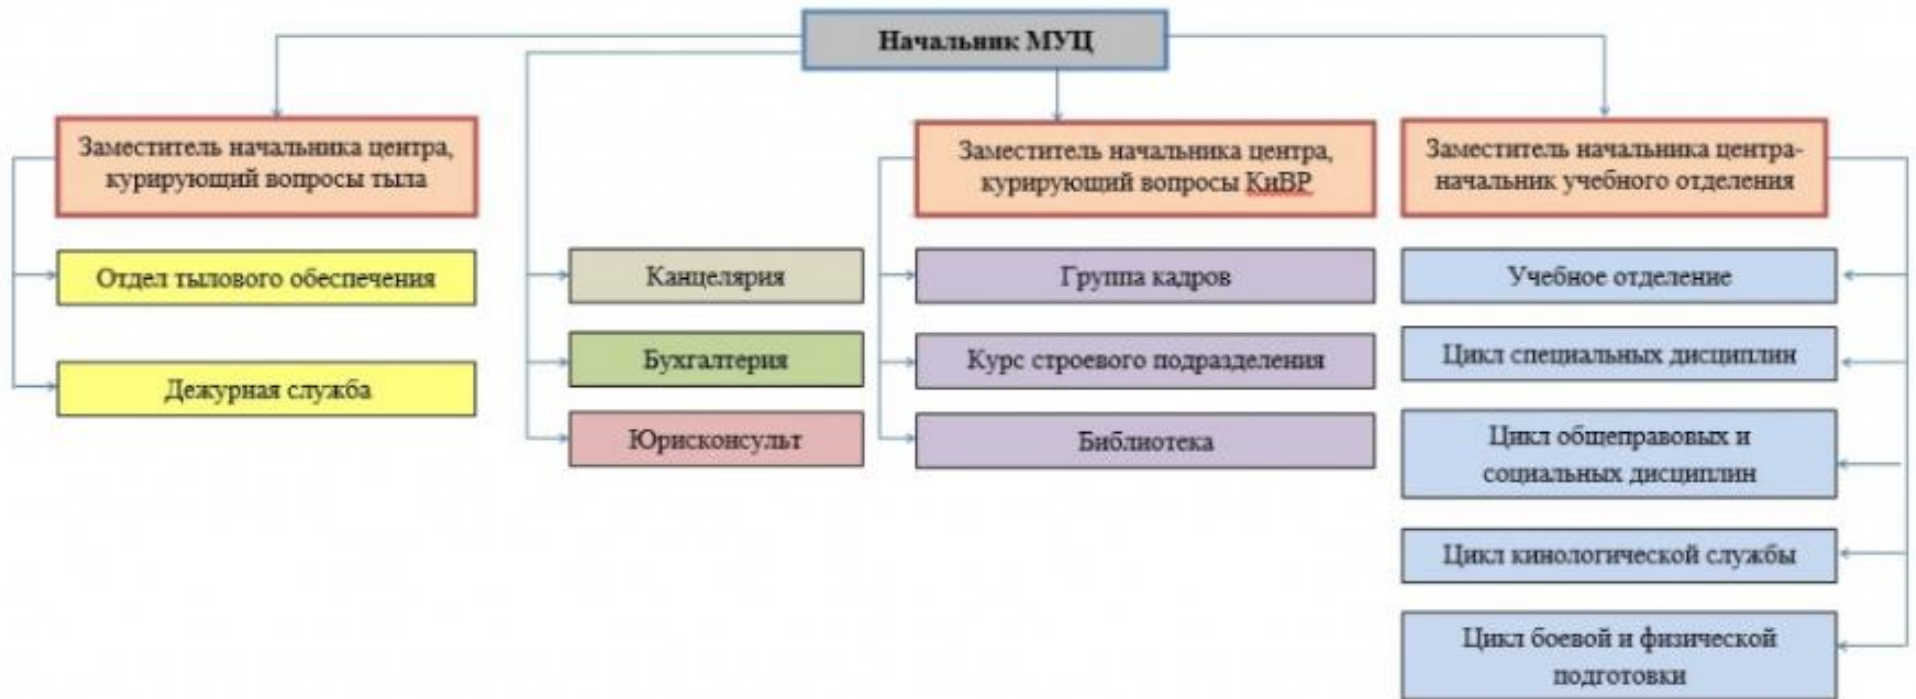 Начальник МУЦ
Заместитель начальника центра,
курирующий вопросы тыла
Отдел тылового обеспечения
Дежурная служба
Канцелярия
Бухгалтерия
Юрисконсульт
Заместитель начальника центра,
курирующий вопросы КиВР
Группа кадров
Курс строевого подразделения
Библиотека
Заместитель начальника центра-
начальник учебного отделения
Учебное отделение
Цикл специальных дисциплин
Цикл общеправовых и
социальных дисциплин
Цикл кинологической службы
Цикл боевой и физической
подготовки